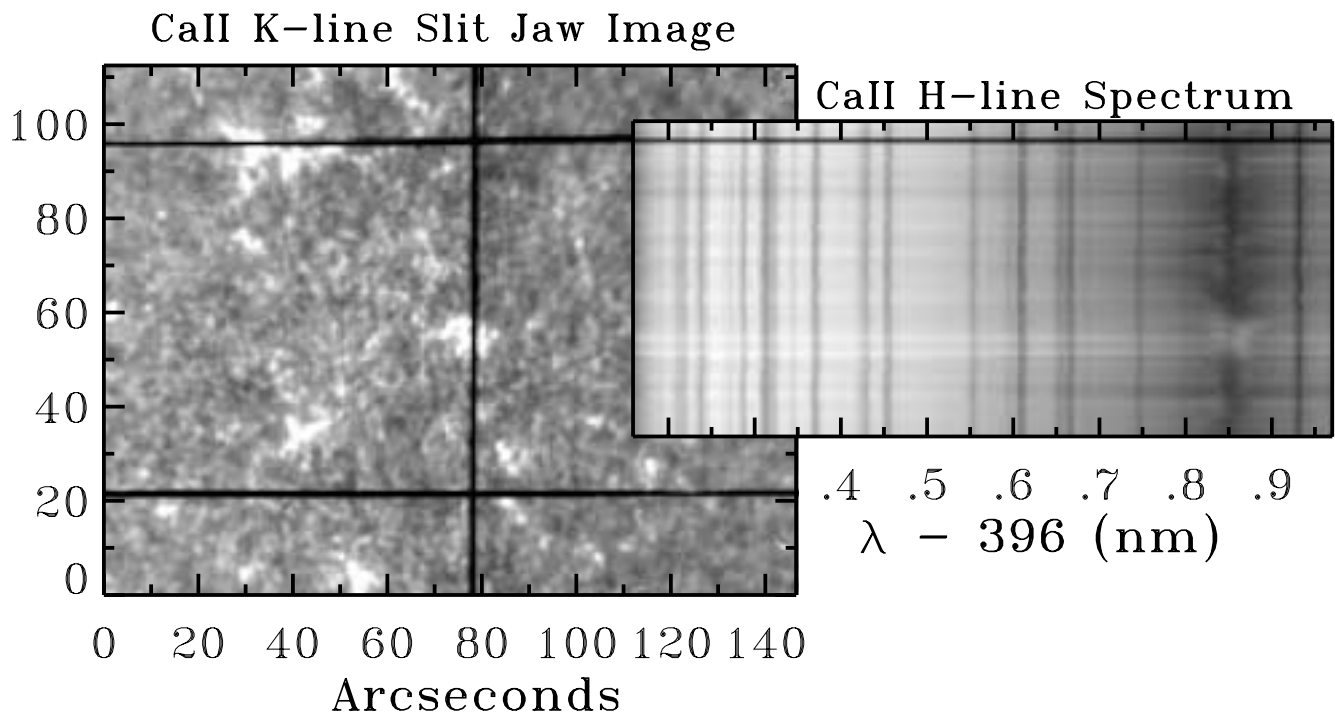 CaII K-line Slit Jaw Image
CaII H-line Spectrum
100
80
60
40
20
0
0 20 40 60 80 100 120 140
Arcseconds
.4 .5 .6 .7 .8 .9
λ - 396 (nm)